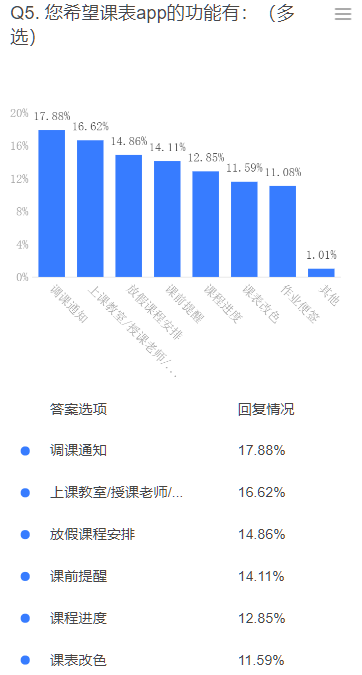 Q5. 您希望课表app的功能有：（多
选）
20%
16%
12%
8%
4%
0%
17.88%
16.62%
14.86%
14.11%
12.85%
11.59%
11.08%
1.01%
调课通知
上课教室/授课老师/...
放假课程安排
课前提醒
课程进度
课表改色
作业便签
其他
答案选项 回复情况
调课通知 17.88%
上课教室/授课老师/... 16.62%
放假课程安排 14.86%
课前提醒 14.11%
课程进度 12.85%
课表改色 11.59%